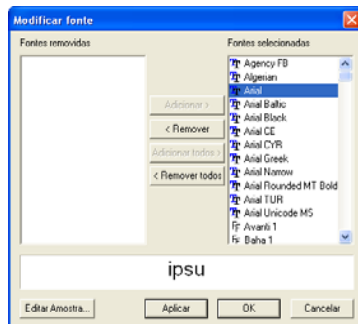 Modificar fonte
Fontes removidas
Fontes selecionadas
Agency FB
Algerian
Arial
Arial Baltic
Arial Black
Arial CE
Arial CYR
Arial Greek
Arial Narrow
Arial Rounded MT Bold
Arial TUR
Arial Unicode MS
Avanti 1
Baha 1
Adicionar >
< Remover
Adicionar todos >
< Remover todos
ipsu
Editar Amostra...
Aplicar
OK
Cancelar